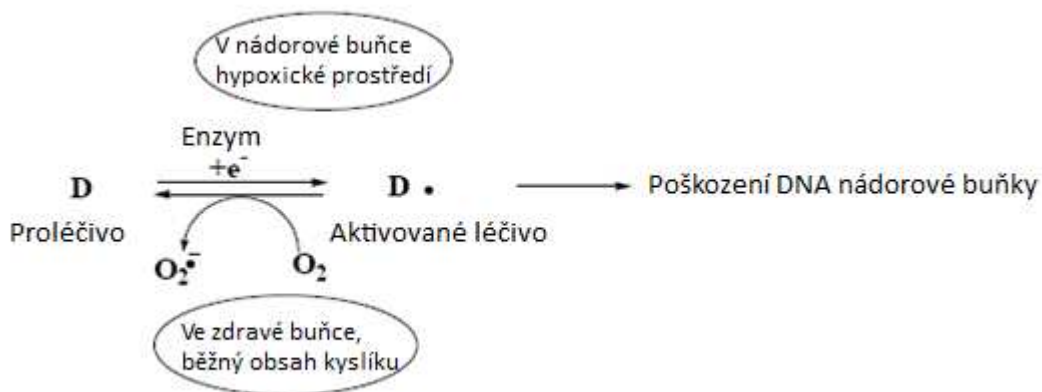 V nádorové buňce
hypoxické prostředí
Enzym
+e⁻
D
D •
Poškození DNA nádorové buňky
Proléčivo
Aktivované léčivo
O₂•⁻
O₂
Ve zdravé buňce,
běžný obsah kyslíku